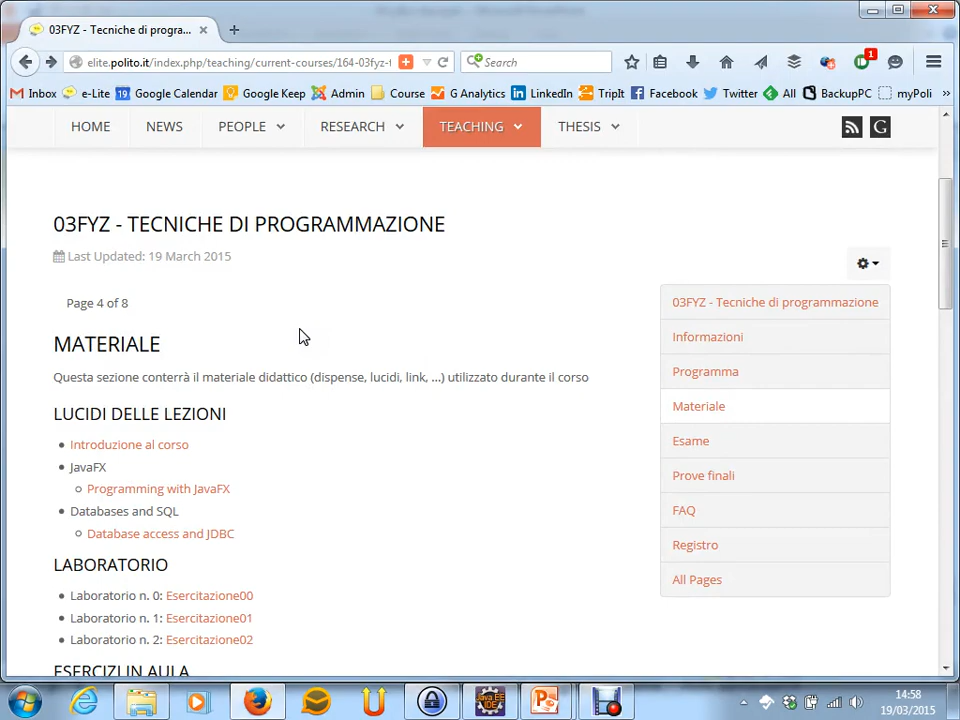 03FYZ - Tecniche di progra...
elite.polito.it/index.php/teaching/current-courses/164-03fyz-t
Search
1
Inbox
e-Lite
19
Google Calendar
Google Keep
Admin
Course
G Analytics
LinkedIn
TripIt
Facebook
Twitter
All
BackupPC
myPoli
HOME
NEWS
PEOPLE
RESEARCH
TEACHING
THESIS
03FYZ - TECNICHE DI PROGRAMMAZIONE
Last Updated: 19 March 2015
Page 4 of 8
MATERIALE
Questa sezione conterrà il materiale didattico (dispense, lucidi, link, ...) utilizzato durante il corso
LUCIDI DELLE LEZIONI
Introduzione al corso
JavaFX
Programming with JavaFX
Databases and SQL
Database access and JDBC
LABORATORIO
Laboratorio n. 0: Esercitazione00
Laboratorio n. 1: Esercitazione01
Laboratorio n. 2: Esercitazione02
ESERCIZI IN AULA
03FYZ - Tecniche di programmazione
Informazioni
Programma
Materiale
Esame
Prove finali
FAQ
Registro
All Pages
Java EE
IDE
14:58
19/03/2015